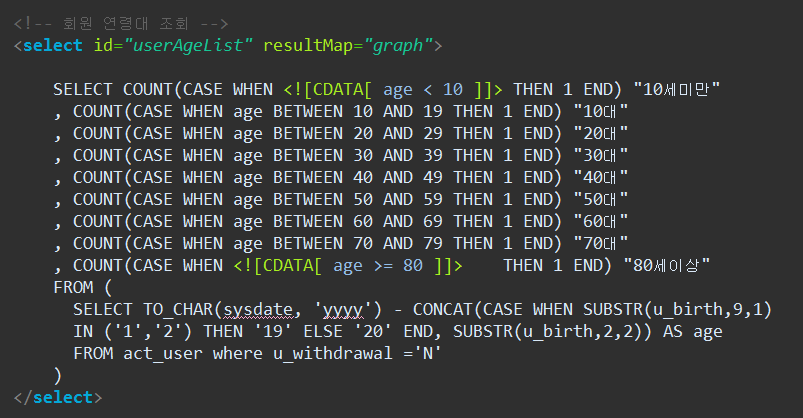 <!-- 회원 연령대 조회 -->
<select id="userAgeList" resultMap="graph">
SELECT COUNT(CASE WHEN <![CDATA[ age < 10 ]]> THEN 1 END) "10세미만"
, COUNT(CASE WHEN age BETWEEN 10 AND 19 THEN 1 END) "10대"
, COUNT(CASE WHEN age BETWEEN 20 AND 29 THEN 1 END) "20대"
, COUNT(CASE WHEN age BETWEEN 30 AND 39 THEN 1 END) "30대"
, COUNT(CASE WHEN age BETWEEN 40 AND 49 THEN 1 END) "40대"
, COUNT(CASE WHEN age BETWEEN 50 AND 59 THEN 1 END) "50대"
, COUNT(CASE WHEN age BETWEEN 60 AND 69 THEN 1 END) "60대"
, COUNT(CASE WHEN age BETWEEN 70 AND 79 THEN 1 END) "70대"
, COUNT(CASE WHEN <![CDATA[ age >= 80 ]]> THEN 1 END) "80세이상"
FROM (
SELECT TO_CHAR(sysdate, 'yyyy') - CONCAT(CASE WHEN SUBSTR(u_birth,9,1)
IN ('1','2') THEN '19' ELSE '20' END, SUBSTR(u_birth,2,2)) AS age
FROM act_user where u_withdrawal ='N'
)
</select>